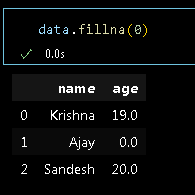 data.fillna(0)
0.0s
name age
0 Krishna 19.0
1 Ajay 0.0
2 Sandesh 20.0